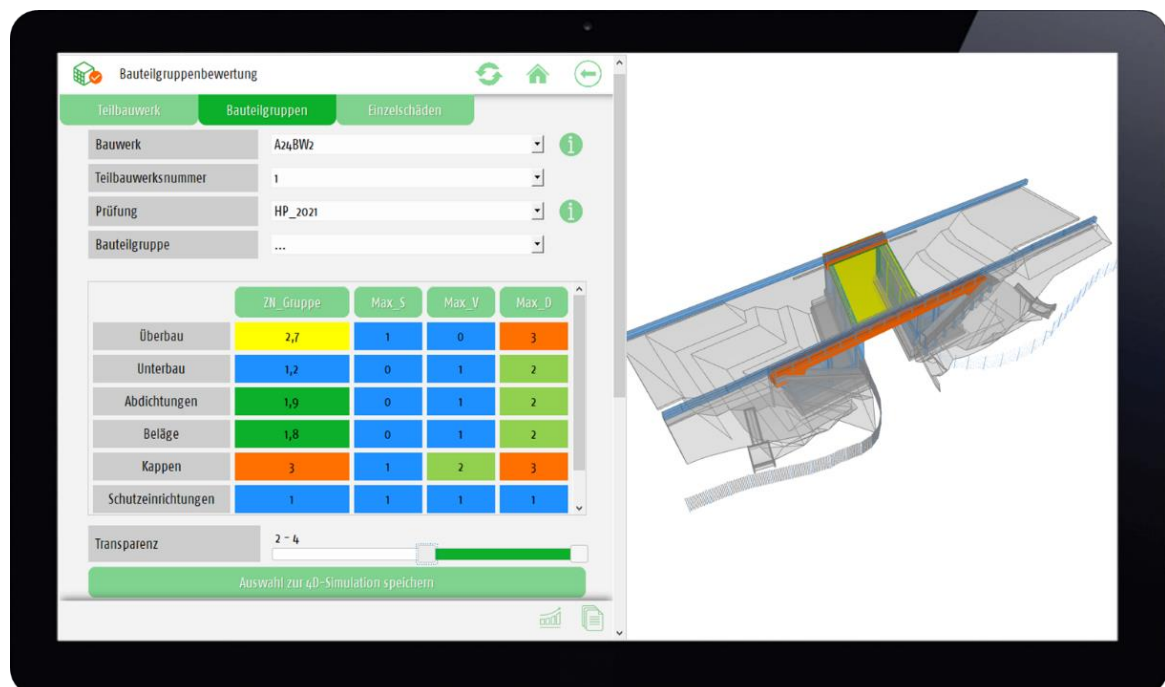 Bauteilgruppenbewertung
Teilbauwerk Bauteilgruppen Einzelschäden
Bauwerk A24BW2
Teilbauwerksnummer 1
Prüfung HP_2021
Bauteilgruppe ...
ZN_Gruppe Max_S Max_V Max_D
Überbau 2,7 1 0 3
Unterbau 1,2 0 1 2
Abdichtungen 1,9 0 1 2
Beläge 1,8 0 1 2
Kappen 3 1 2 3
Schutzeinrichtungen 1 1 1 1
Transparenz 2 - 4
Auswahl zur 4D-Simulation speichern